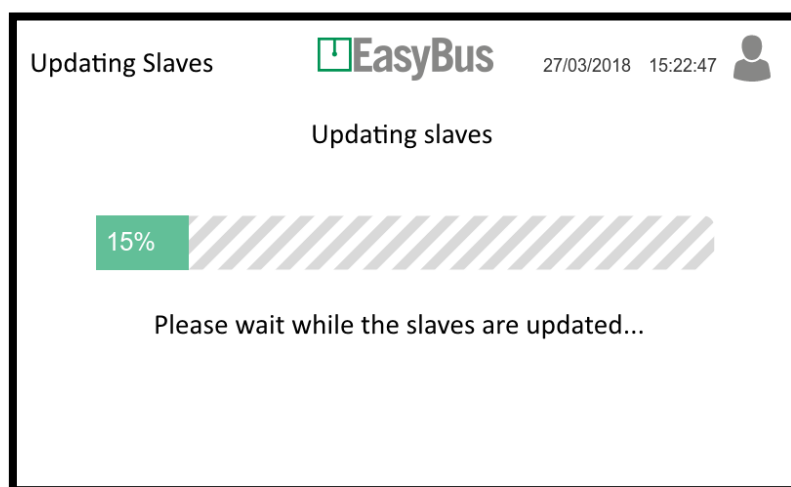 Updating Slaves EasyBus 27/03/2018 15:22:47
Updating slaves
15%
Please wait while the slaves are updated...